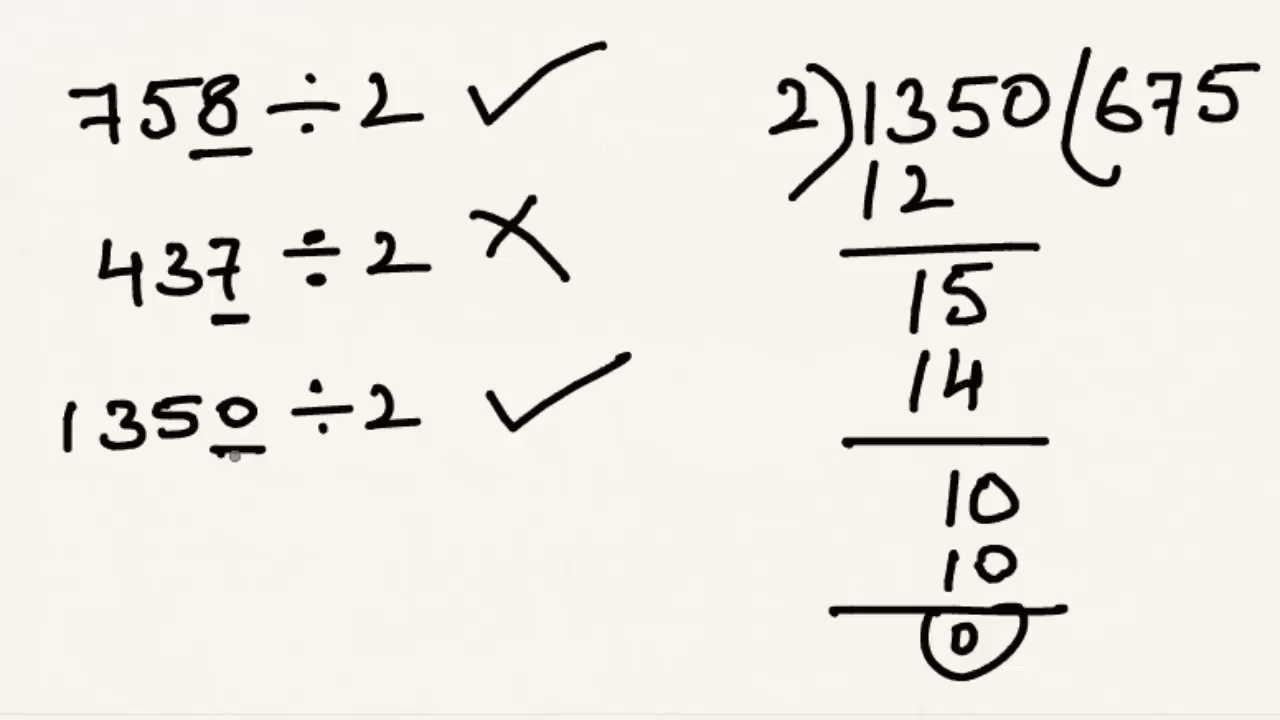 758 ÷ 2 ✓
437 ÷ 2 ✗
1350 ÷ 2 ✓
2)1350(675
12
15
14
10
10
0